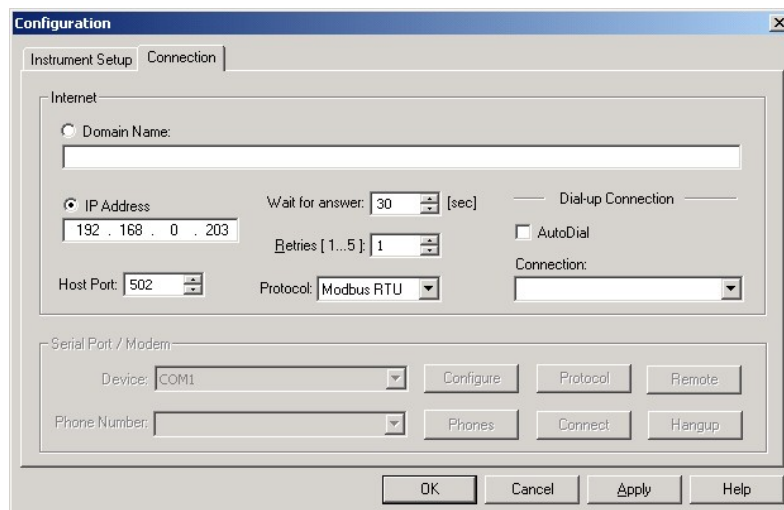 Configuration
Instrument Setup Connection
Internet
Domain Name:
IP Address Wait for answer: 30 [sec] Dial-up Connection
192 . 168 . 0 . 203 AutoDial
Retries [ 1...5 ]: 1
Connection:
Host Port: 502 Protocol: Modbus RTU
Serial Port / Modem
Device: COM1 Configure Protocol Remote
Phone Number: Phones Connect Hangup
OK Cancel Apply Help